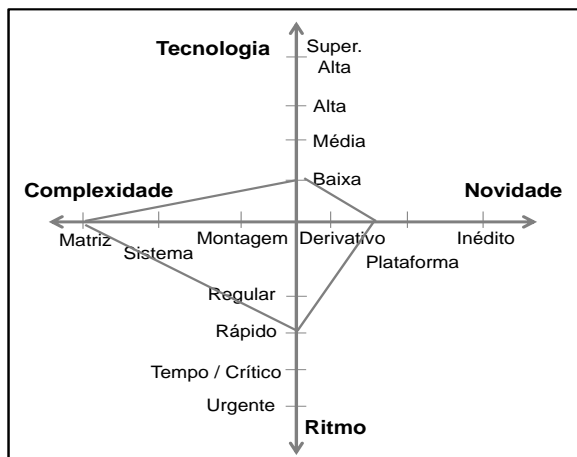 Tecnologia
Super.
Alta
Alta
Média
Baixa
Complexidade
Novidade
Matriz
Sistema
Montagem
Derivativo
Plataforma
Inédito
Regular
Rápido
Tempo / Crítico
Urgente
Ritmo